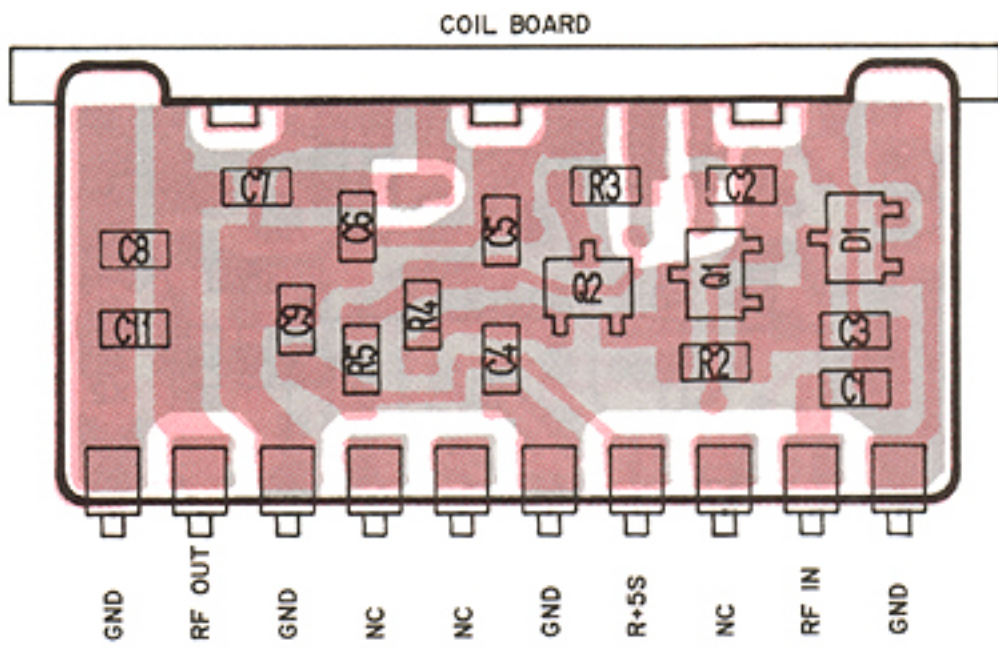 COIL BOARD
C7
R3
C2
C6
C5
C8
D1
Q2
Q1
C9
R4
C11
C3
R5
C4
R2
C1
GND
RF OUT
GND
NC
NC
GND
R+5S
NC
RF IN
GND